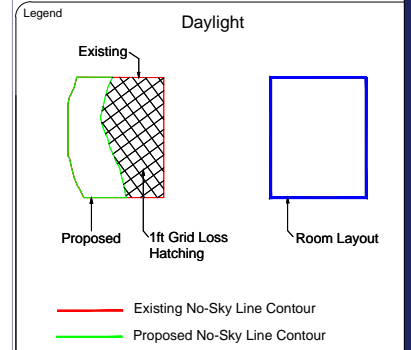 Legend
Daylight
Existing
Proposed
1ft Grid Loss
Hatching
Room Layout
Existing No-Sky Line Contour
Proposed No-Sky Line Contour